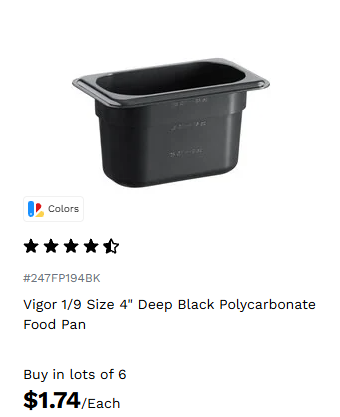 Colors
#247FP194BK
Vigor 1/9 Size 4" Deep Black Polycarbonate
Food Pan
Buy in lots of 6
$1.74/Each